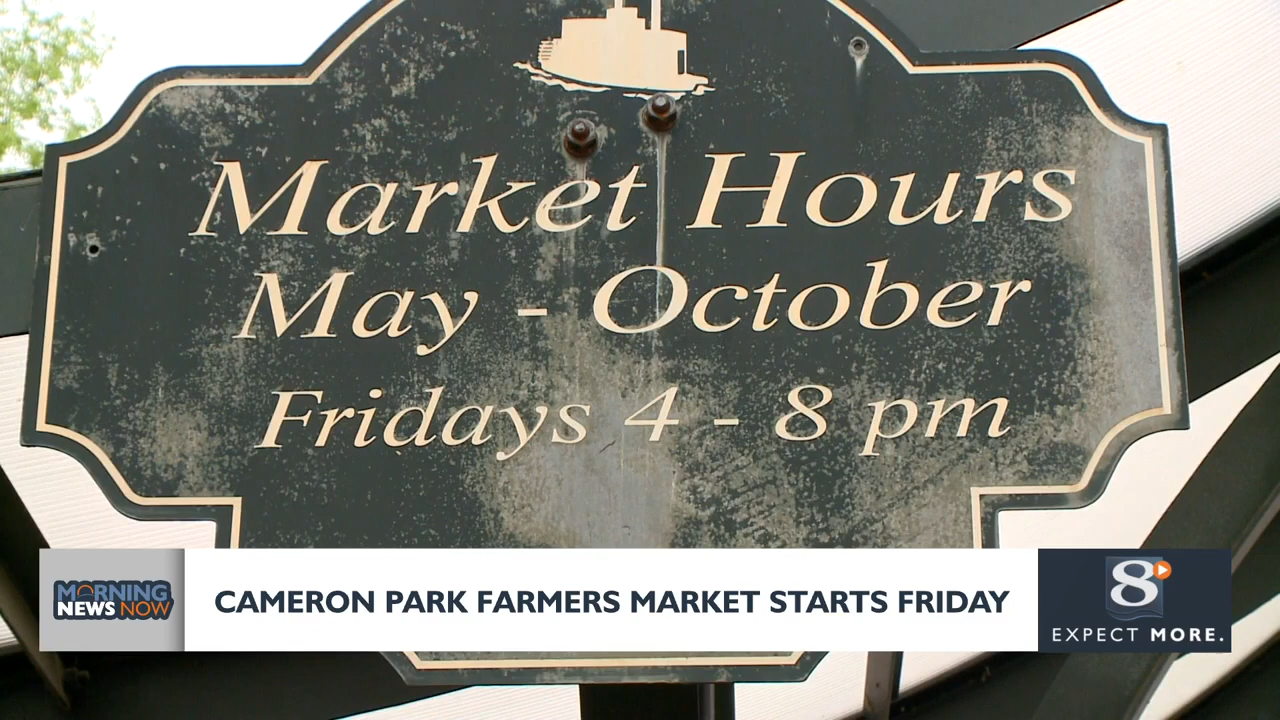 Market Hours
May - October
Fridays 4 - 8 pm
MORNING
NEWS NOW
CAMERON PARK FARMERS MARKET STARTS FRIDAY
8
EXPECT MORE.